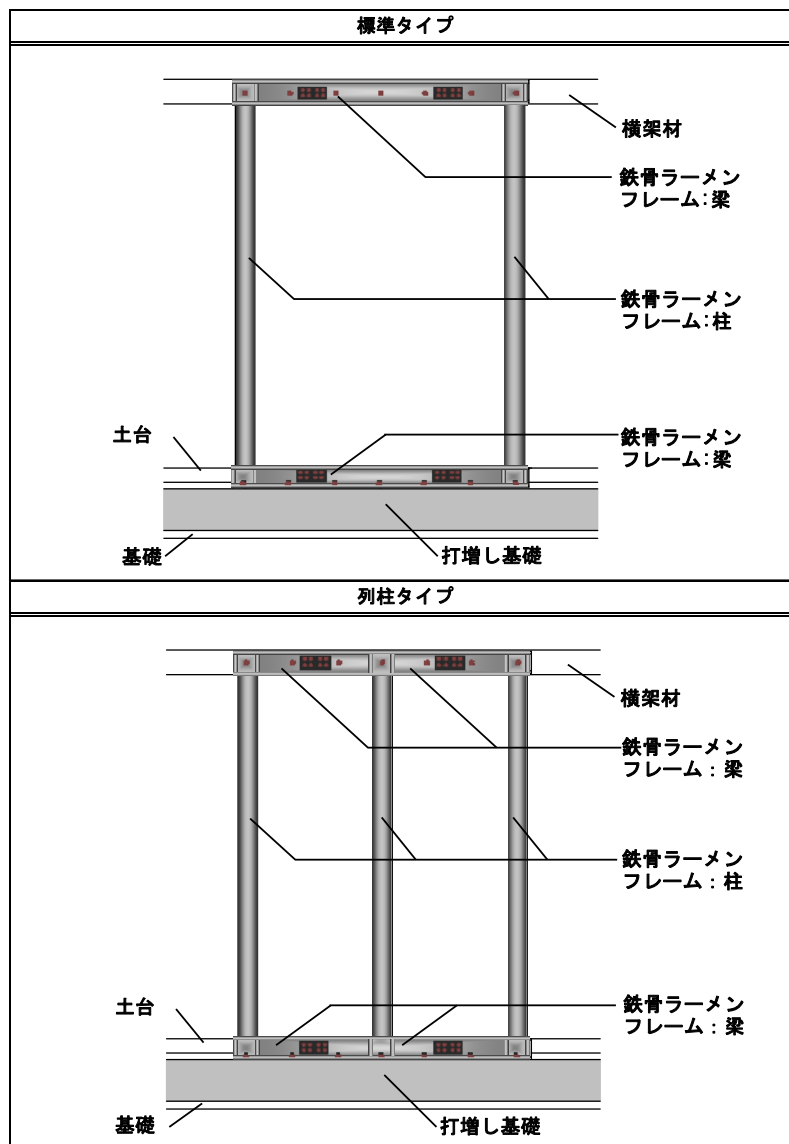 標準タイプ
横架材
鉄骨ラーメン
フレーム:梁
鉄骨ラーメン
フレーム:柱
土台
鉄骨ラーメン
フレーム:梁
基礎
打増し基礎
列柱タイプ
横架材
鉄骨ラーメン
フレーム：梁
鉄骨ラーメン
フレーム：柱
土台
鉄骨ラーメン
フレーム：梁
基礎
打増し基礎